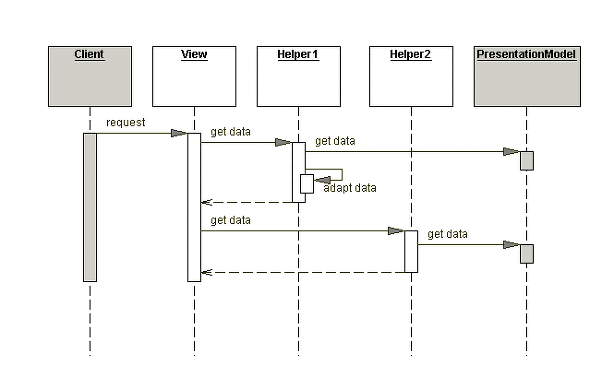 Client
View
Helper1
Helper2
PresentationModel
request
get data
get data
adapt data
get data
get data